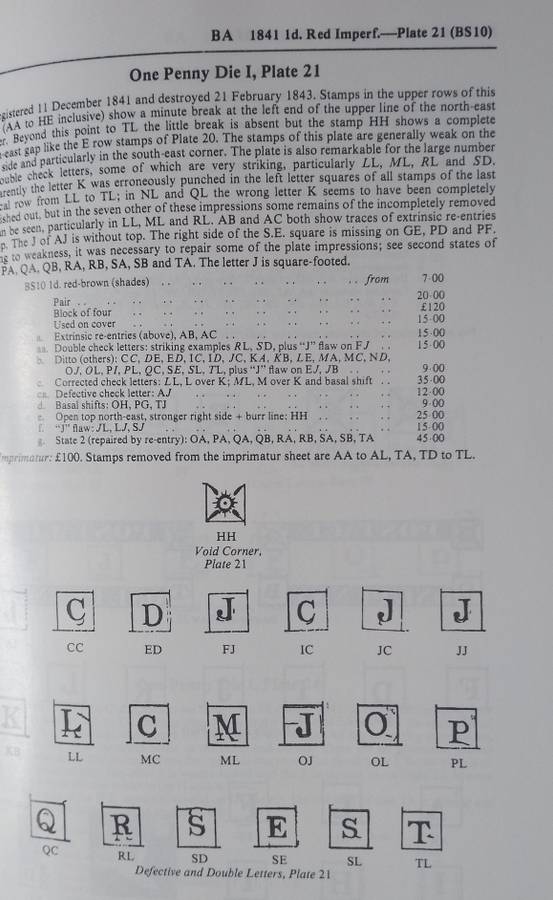 BA 1841 1d. Red Imperf.—Plate 21 (BS10)
One Penny Die I, Plate 21
gistered 11 December 1841 and destroyed 21 February 1843. Stamps in the upper rows of this
(AA to HE inclusive) show a minute break at the left end of the upper line of the north-east
r. Beyond this point to TL the little break is absent but the stamp HH shows a complete
-east gap like the E row stamps of Plate 20. The stamps of this plate are generally weak on the
side and particularly in the south-east corner. The plate is also remarkable for the large number
ouble check letters, some of which are very striking, particularly LL, ML, RL and SD.
arently the letter K was erroneously punched in the left letter squares of all stamps of the last
cal row from LL to TL; in NL and QL the wrong letter K seems to have been completely
ished out, but in the seven other of these impressions some remains of the incompletely removed
n be seen, particularly in LL, ML and RL. AB and AC both show traces of extrinsic re-entries
p. The J of AJ is without top. The right side of the S.E. square is missing on GE, PD and PF.
ng to weakness, it was necessary to repair some of the plate impressions; see second states of
PA, QA, QB, RA, RB, SA, SB and TA. The letter J is square-footed.
BS10 1d. red-brown (shades) .. .. .. .. .. .. from 7·00
Pair .. .. .. .. .. .. .. .. .. 20·00
Block of four .. .. .. .. .. .. .. £120
Used on cover .. .. .. .. .. .. .. 15·00
a. Extrinsic re-entries (above), AB, AC .. .. .. .. .. 15·00
aa. Double check letters: striking examples RL, SD, plus "J" flaw on FJ .. 15·00
b. Ditto (others): CC, DE, ED, IC, ID, JC, KA, KB, LE, MA, MC, ND,
OJ, OL, PI, PL, QC, SE, SL, TL, plus "J" flaw on EJ, JB .. .. 9·00
c. Corrected check letters: LL, L over K; ML, M over K and basal shift .. 35·00
ca. Defective check letter: AJ .. .. .. .. .. .. 12·00
d. Basal shifts: OH, PG, TJ .. .. .. .. .. .. 9·00
e. Open top north-east, stronger right side + burr line: HH .. .. .. 25·00
f. "J" flaw: JL, LJ, SJ .. .. .. .. .. .. 15·00
g. State 2 (repaired by re-entry): OA, PA, QA, QB, RA, RB, SA, SB, TA 45·00
Imprimatur: £100. Stamps removed from the imprimatur sheet are AA to AL, TA, TD to TL.
HH
Void Corner,
Plate 21
C D J C J J
CC ED FJ IC JC JJ
L C M J O P
LL MC ML OJ OL PL
Q R S E S T
QC RL SD SE SL TL
Defective and Double Letters, Plate 21